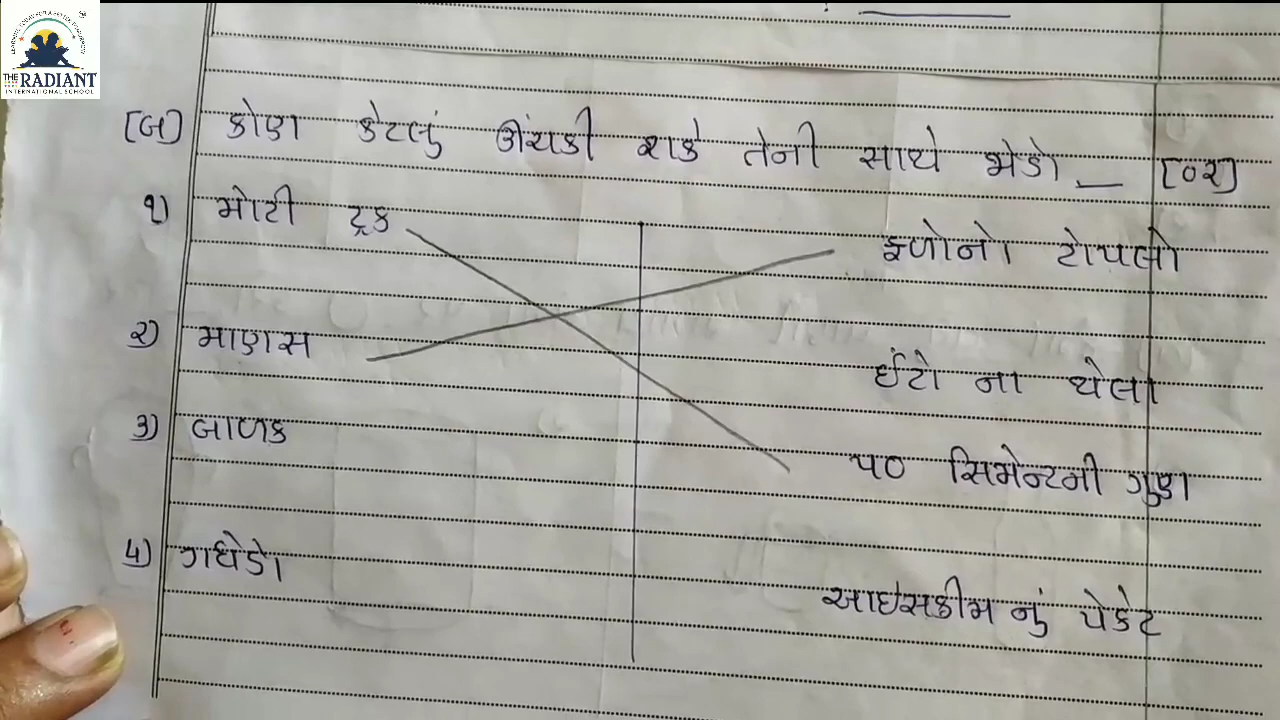 THE RADIANT
INTERNATIONAL SCHOOL
[બ] કોણ કેટલું ઊંચકી શકે તેની સાથે જોડો - [૦૨]
૧) મોટી ટ્રક
ફળોનો ટોપલો
૨) માણસ
ઈંટો ના થેલા
૩) બાળક
૫૦ સિમેન્ટની ગુણ
૪) ગધેડો
આઇસક્રીમ નું પેકેટ